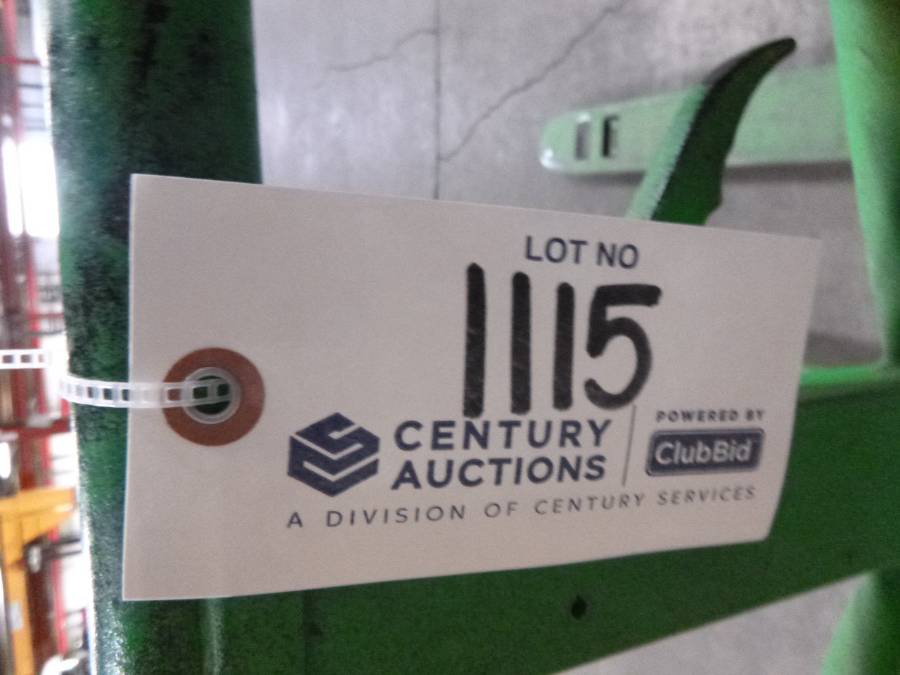 LOT NO
1115
CENTURY
AUCTIONS
A DIVISION OF CENTURY SERVICES
POWERED BY
ClubBid